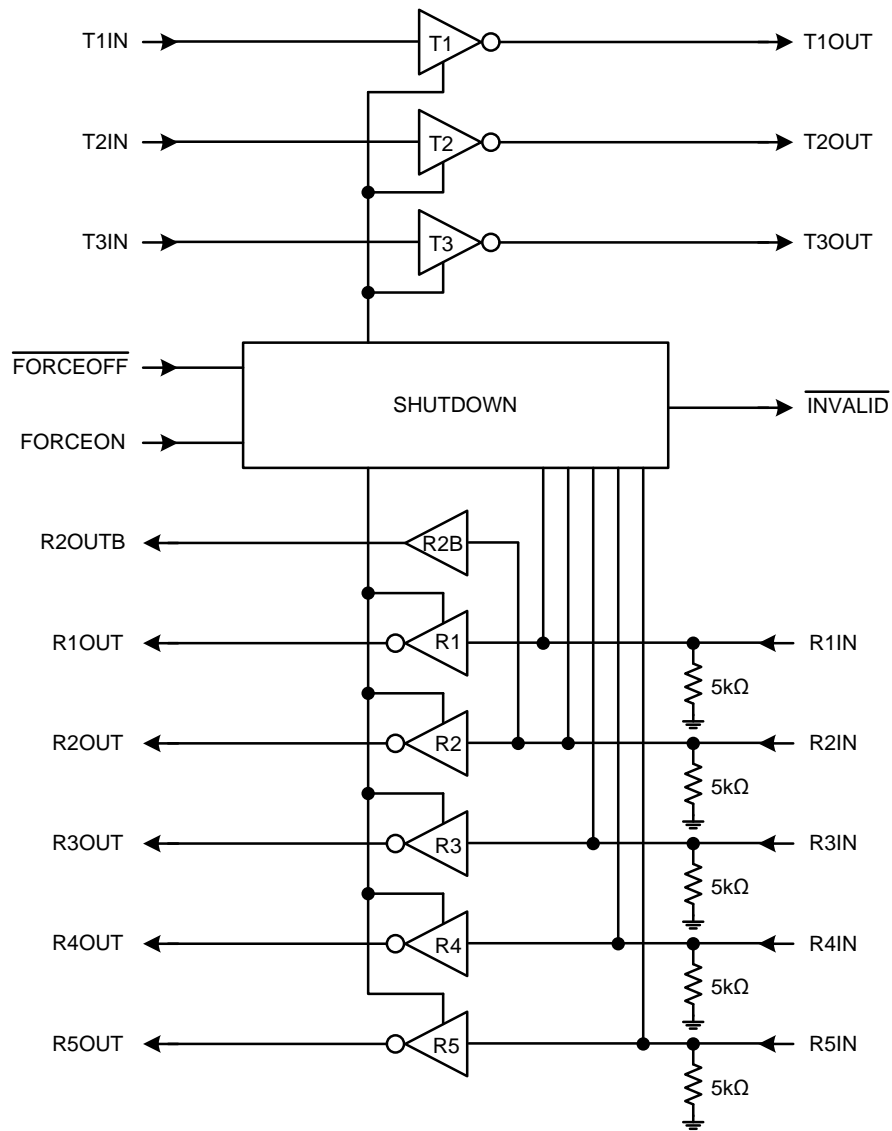 T1IN T1 T1OUT
T2IN T2 T2OUT
T3IN T3 T3OUT
FORCEOFF
SHUTDOWN INVALID
FORCEON
R2OUTB R2B
R1OUT R1 R1IN
5kΩ
R2OUT R2 R2IN
5kΩ
R3OUT R3 R3IN
5kΩ
R4OUT R4 R4IN
5kΩ
R5OUT R5 R5IN
5kΩ